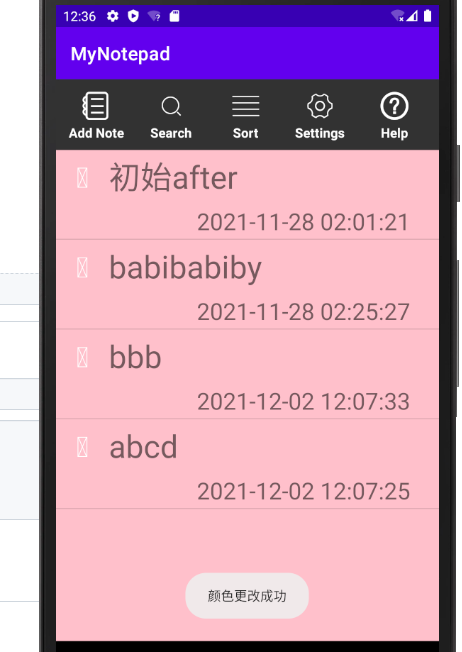 12:36
MyNotepad
Add Note Search Sort Settings Help
初始after
2021-11-28 02:01:21
babibabiby
2021-11-28 02:25:27
bbb
2021-12-02 12:07:33
abcd
2021-12-02 12:07:25
颜色更改成功